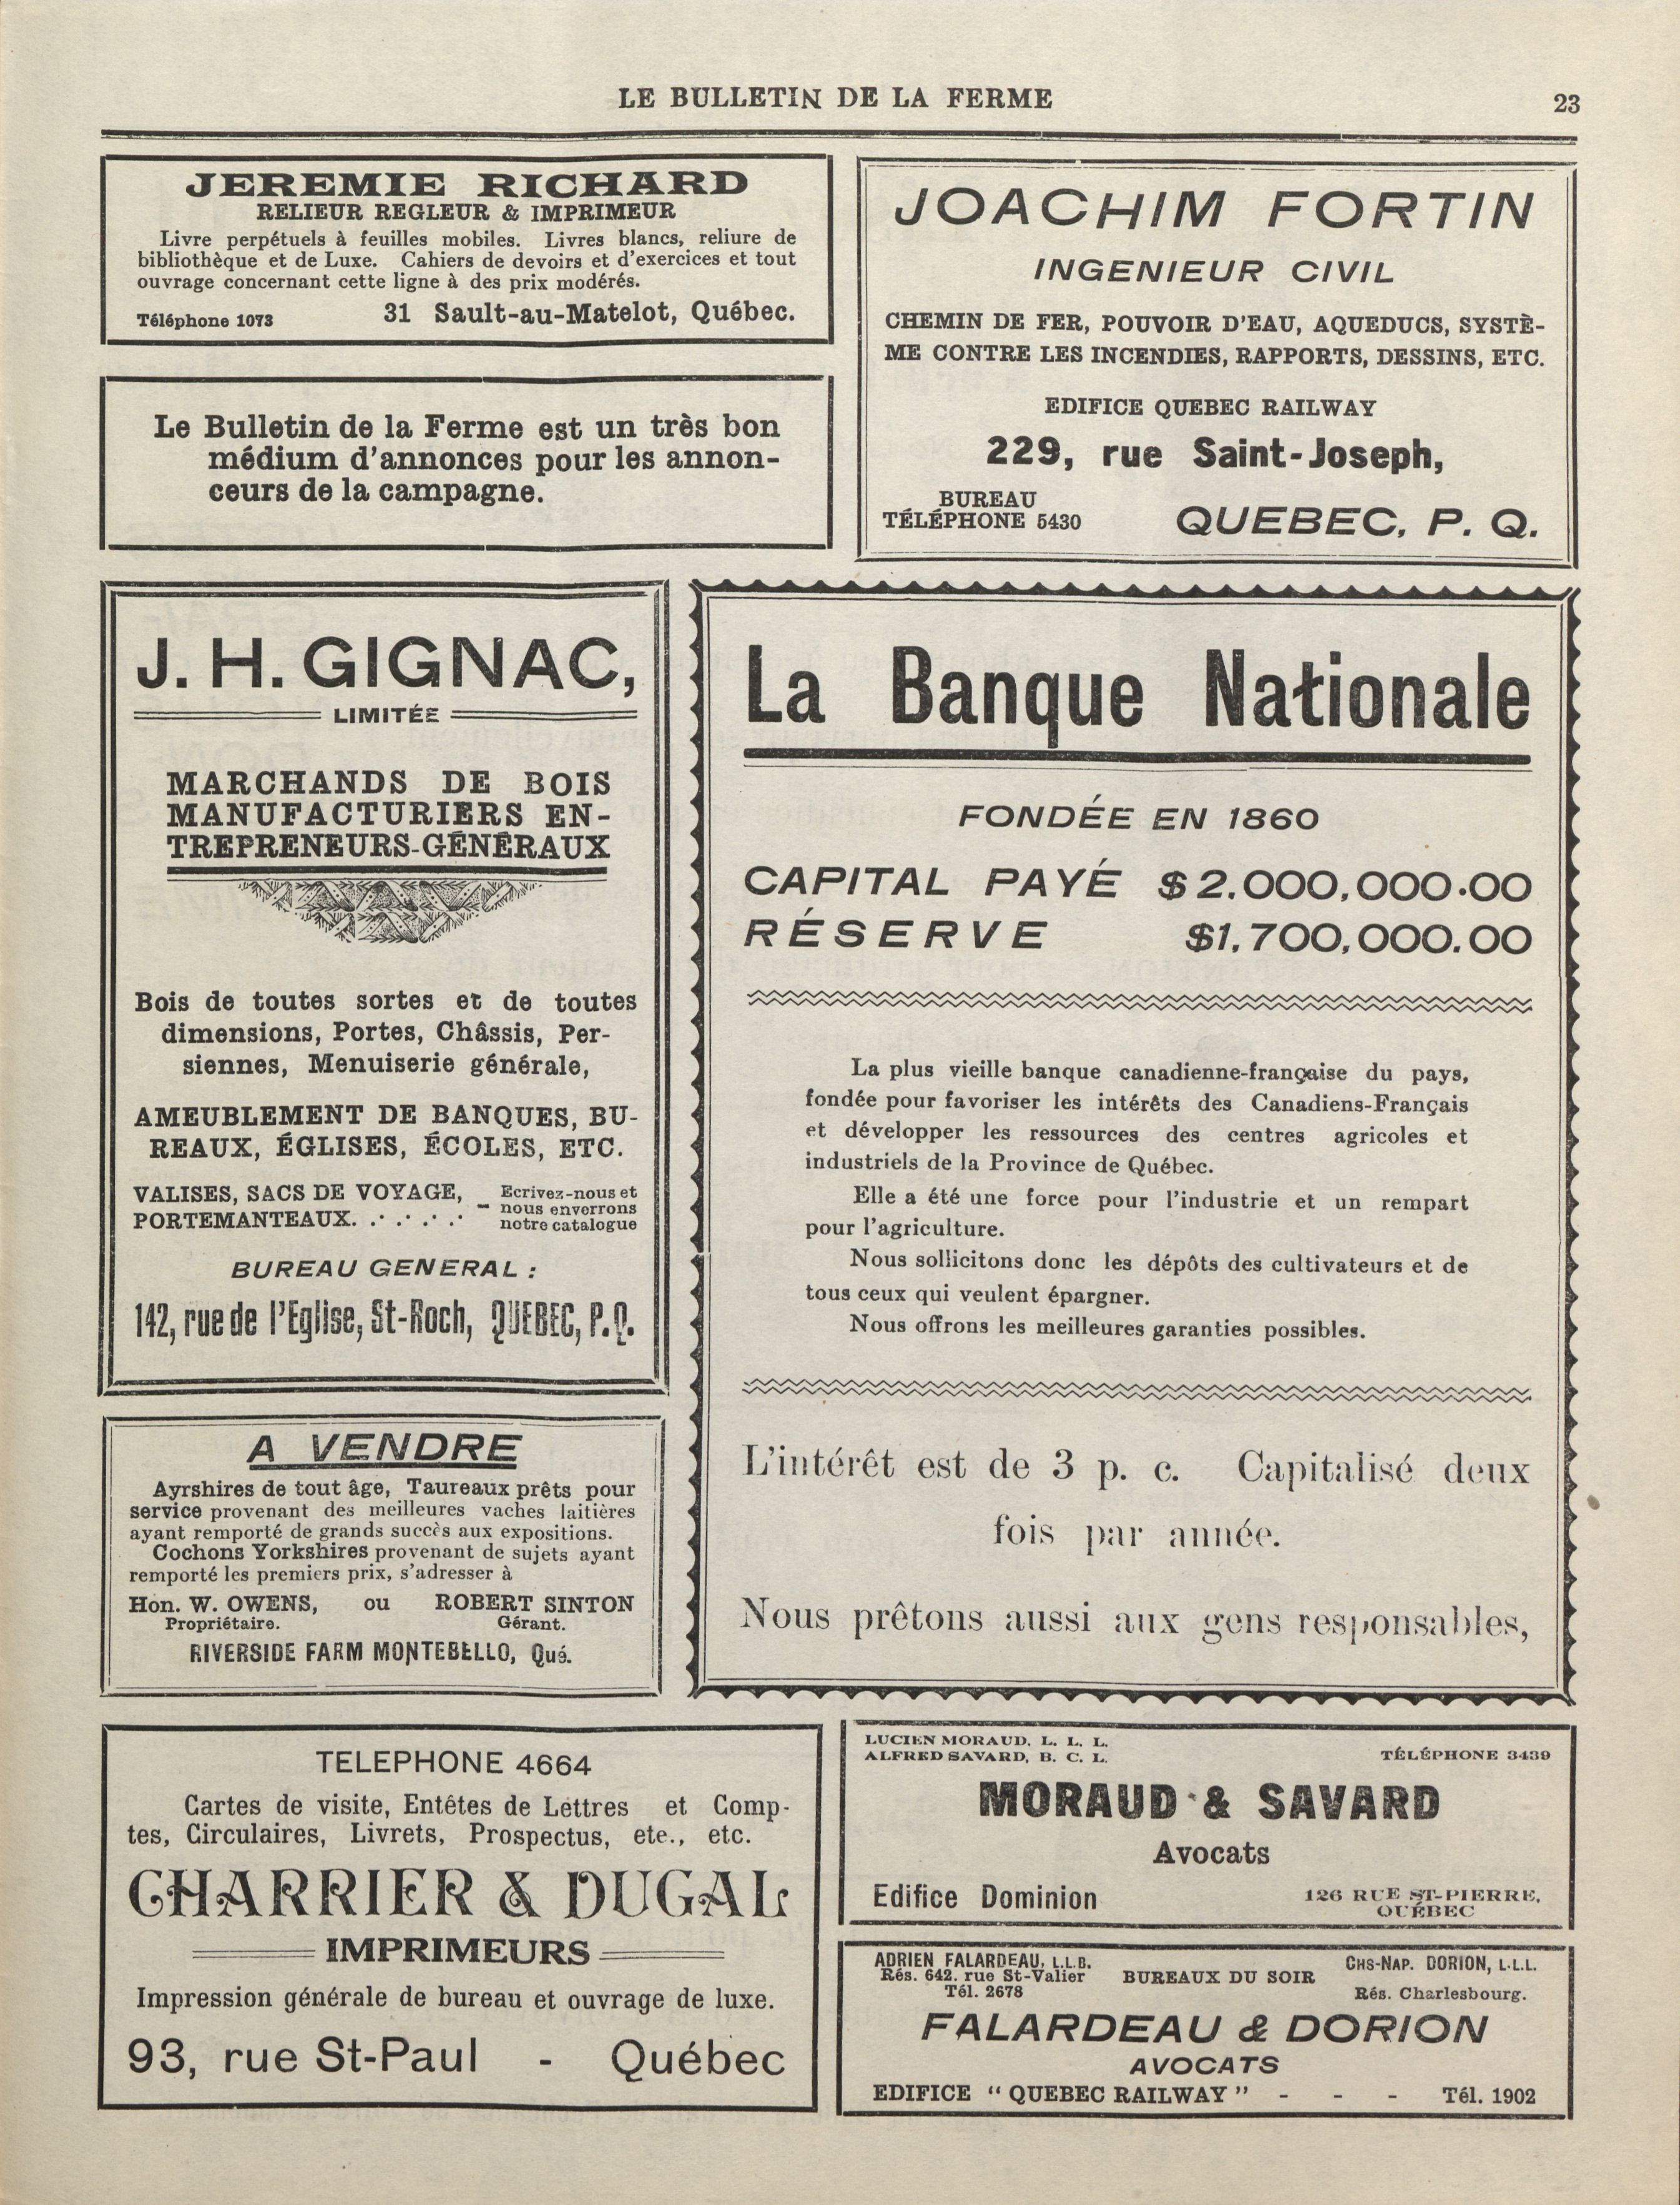 LE BULLETIN DE LA FERME
23
JEREMIE RICHARD
RELIEUR REGLEUR & IMPRIMEUR
Livre perpétuels à feuilles mobiles. Livres blancs, reliure de
bibliothèque et de Luxe. Cahiers de devoirs et d'exercices et tout
ouvrage concernant cette ligne à des prix modérés.
Téléphone 1073 31 Sault-au-Matelot, Québec.
Le Bulletin de la Ferme est un très bon
médium d'annonces pour les annon-
ceurs de la campagne.
JOACHIM FORTIN
INGENIEUR CIVIL
CHEMIN DE FER, POUVOIR D'EAU, AQUEDUCS, SYSTÈ-
ME CONTRE LES INCENDIES, RAPPORTS, DESSINS, ETC.
EDIFICE QUEBEC RAILWAY
229, rue Saint-Joseph,
BUREAU
TÉLÉPHONE 5430
QUEBEC, P. Q.
J. H. GIGNAC,
LIMITÉE
MARCHANDS DE BOIS
MANUFACTURIERS EN-
TREPRENEURS-GÉNÉRAUX
Bois de toutes sortes et de toutes
dimensions, Portes, Châssis, Per-
siennes, Menuiserie générale,
AMEUBLEMENT DE BANQUES, BU-
REAUX, ÉGLISES, ÉCOLES, ETC.
VALISES, SACS DE VOYAGE,
PORTEMANTEAUX. . . . . .
- Ecrivez-nous et
nous enverrons
notre catalogue
BUREAU GENERAL :
142, rue de l'Eglise, St-Roch, QUEBEC, P.Q.
La Banque Nationale
FONDÉE EN 1860
CAPITAL PAYÉ $2.000,000.00
RÉSERVE $1,700,000.00
La plus vieille banque canadienne-française du pays,
fondée pour favoriser les intérêts des Canadiens-Français
et développer les ressources des centres agricoles et
industriels de la Province de Québec.
Elle a été une force pour l'industrie et un rempart
pour l'agriculture.
Nous sollicitons donc les dépôts des cultivateurs et de
tous ceux qui veulent épargner.
Nous offrons les meilleures garanties possibles.
L'intérêt est de 3 p. c. Capitalisé deux
fois par année.
Nous prêtons aussi aux gens responsables,
A VENDRE
Ayrshires de tout âge, Taureaux prêts pour
service provenant des meilleures vaches laitières
ayant remporté de grands succès aux expositions.
Cochons Yorkshires provenant de sujets ayant
remporté les premiers prix, s'adresser à
Hon. W. OWENS, ou ROBERT SINTON
Propriétaire. Gérant.
RIVERSIDE FARM MONTEBELLO, Qué.
TELEPHONE 4664
Cartes de visite, Entêtes de Lettres et Comp-
tes, Circulaires, Livrets, Prospectus, ete., etc.
CHARRIER & DUGAL
IMPRIMEURS
Impression générale de bureau et ouvrage de luxe.
93, rue St-Paul - Québec
LUCIEN MORAUD, L. L. L.
ALFRED SAVARD, B. C. L.
TÉLÉPHONE 3439
MORAUD & SAVARD
Avocats
Edifice Dominion
126 RUE ST-PIERRE,
QUÉBEC
ADRIEN FALARDEAU, L.L.B.
Rés. 642, rue St-Valier
Tél. 2678
BUREAUX DU SOIR
CHS-NAP. DORION, L.L.L.
Rés. Charlesbourg.
FALARDEAU & DORION
AVOCATS
EDIFICE “ QUEBEC RAILWAY ” - - - Tél. 1902